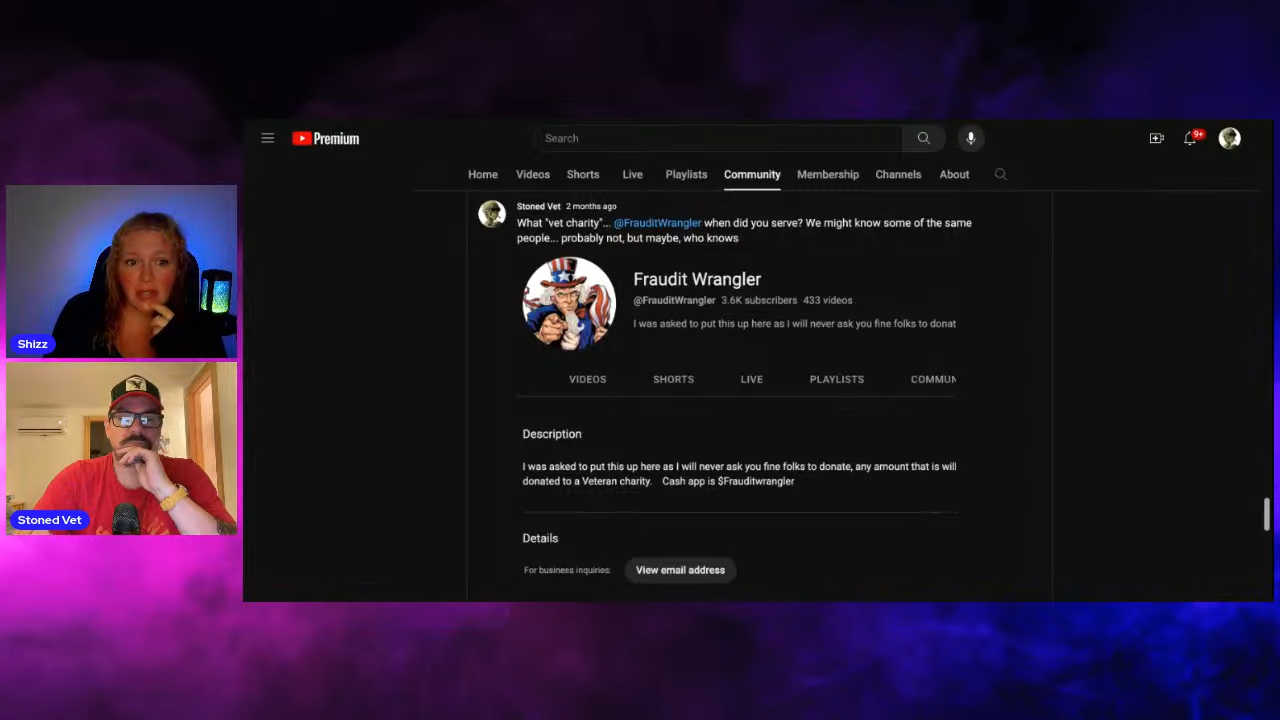 Premium
Search
9+
Home Videos Shorts Live Playlists Community Membership Channels About
Stoned Vet 2 months ago
What "vet charity"... @FrauditWrangler when did you serve? We might know some of the same
people... probably not, but maybe, who knows
Fraudit Wrangler
@FrauditWrangler 3.6K subscribers 433 videos
I was asked to put this up here as I will never ask you fine folks to donat
VIDEOS SHORTS LIVE PLAYLISTS COMMUN
Description
I was asked to put this up here as I will never ask you fine folks to donate, any amount that is will
donated to a Veteran charity. Cash app is $Frauditwrangler
Details
For business inquiries: View email address
Shizz
Stoned Vet